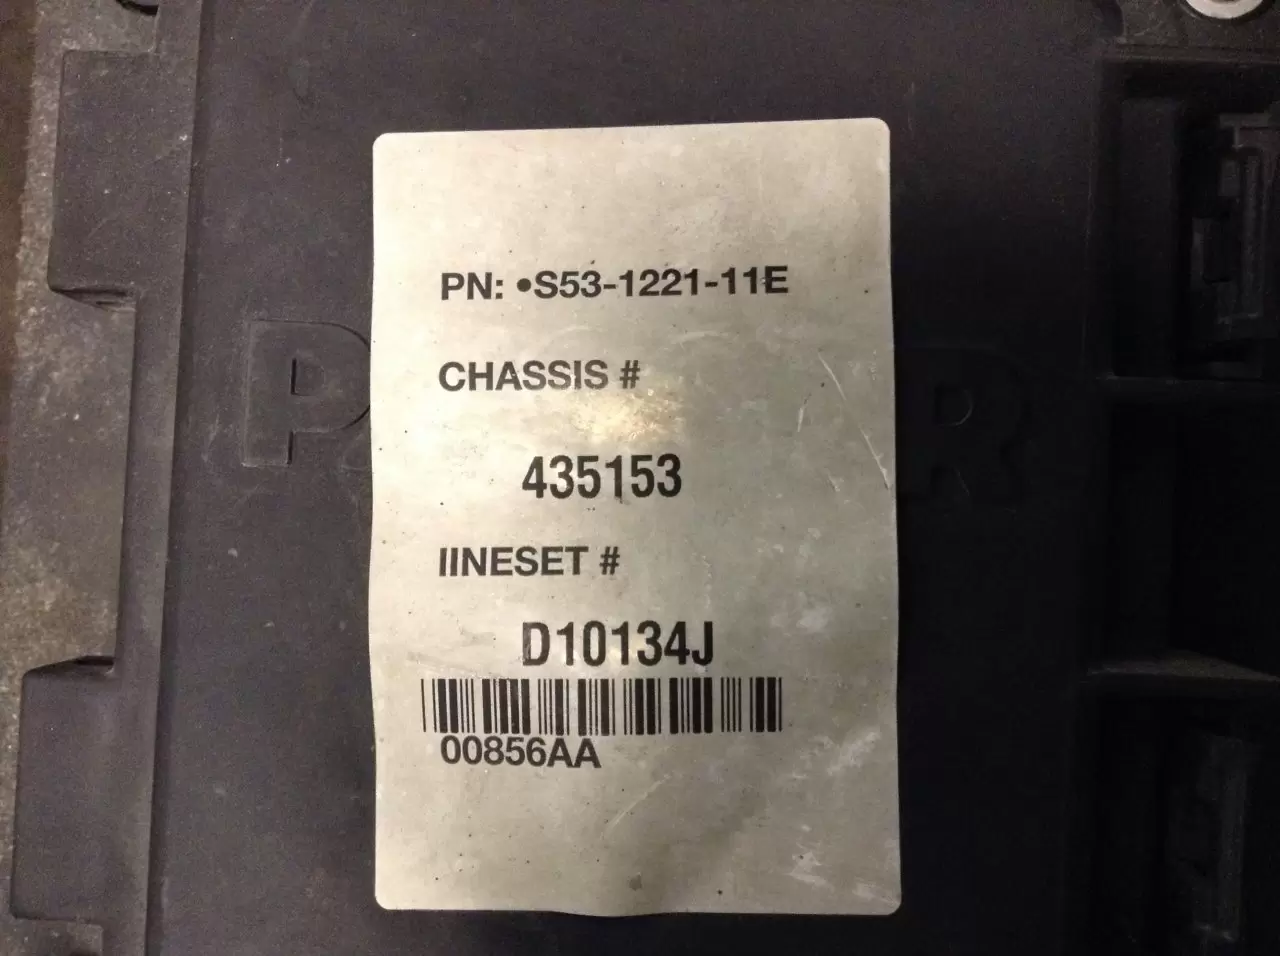 PN: •S53-1221-11E
CHASSIS #
435153
IINESET #
D10134J
00856AA